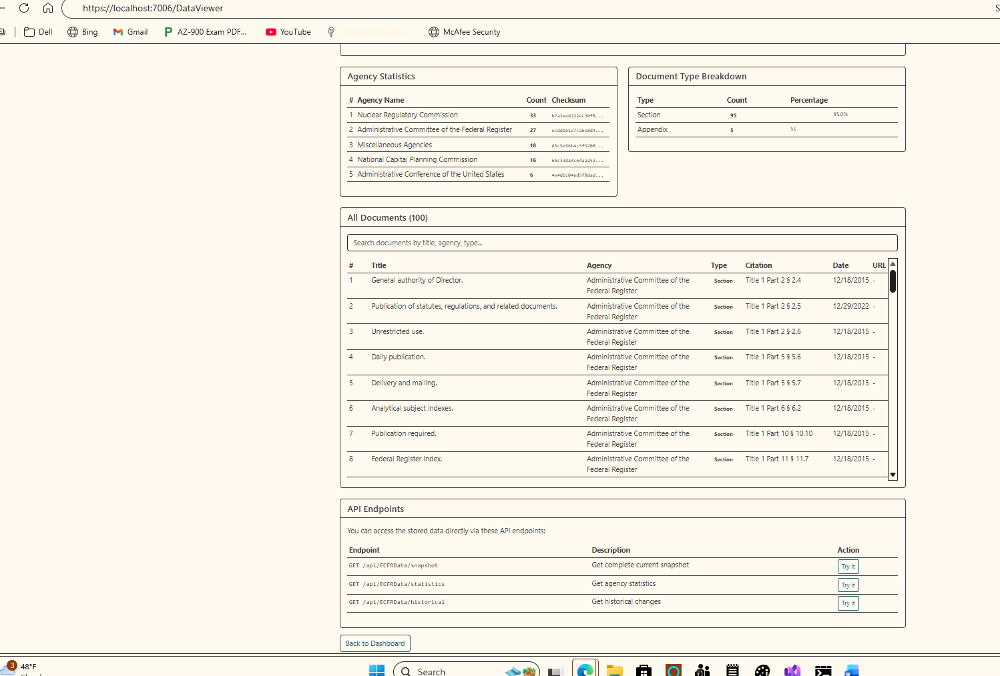 https://localhost:7006/DataViewer
Dell
Bing
Gmail
AZ-900 Exam PDF...
YouTube
McAfee Security
Agency Statistics
# Agency Name Count Checksum
1 Nuclear Regulatory Commission 33 b7a2eed222ec30f8...
2 Administrative Committee of the Federal Register 27 ecdd1b1e7c26e8d4...
3 Miscellaneous Agencies 18 d3c5e96b4c5f5708...
4 National Capital Planning Commission 16 6bc33da4c64aa253...
5 Administrative Conference of the United States 6 4e4d1c04ed5f8dad...
Document Type Breakdown
Type Count Percentage
Section 95 95.0%
Appendix 5 5.(
All Documents (100)
Search documents by title, agency, type...
# Title Agency Type Citation Date URL
1 General authority of Director. Administrative Committee of the Section Title 1 Part 2 § 2.4 12/18/2015 -
Federal Register
2 Publication of statutes, regulations, and related documents. Administrative Committee of the Section Title 1 Part 2 § 2.5 12/29/2022 -
Federal Register
3 Unrestricted use. Administrative Committee of the Section Title 1 Part 2 § 2.6 12/18/2015 -
Federal Register
4 Daily publication. Administrative Committee of the Section Title 1 Part 5 § 5.6 12/18/2015 -
Federal Register
5 Delivery and mailing. Administrative Committee of the Section Title 1 Part 5 § 5.7 12/18/2015 -
Federal Register
6 Analytical subject indexes. Administrative Committee of the Section Title 1 Part 6 § 6.2 12/18/2015 -
Federal Register
7 Publication required. Administrative Committee of the Section Title 1 Part 10 § 10.10 12/18/2015 -
Federal Register
8 Federal Register Index. Administrative Committee of the Section Title 1 Part 11 § 11.7 12/18/2015 -
Federal Register
API Endpoints
You can access the stored data directly via these API endpoints:
Endpoint Description Action
GET /api/ECFRData/snapshot Get complete current snapshot Try it
GET /api/ECFRData/statistics Get agency statistics Try it
GET /api/ECFRData/historical Get historical changes Try it
Back to Dashboard
3 48°F
Search